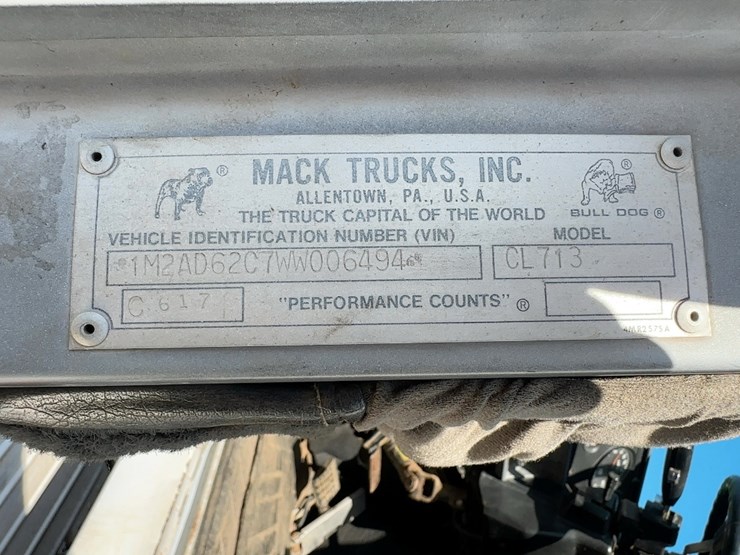 MACK TRUCKS, INC.
ALLENTOWN, PA., U.S.A.
THE TRUCK CAPITAL OF THE WORLD
BULL DOG ®
VEHICLE IDENTIFICATION NUMBER (VIN) MODEL
1M2AD62C7WW006494 CL713
C 617 "PERFORMANCE COUNTS" ®